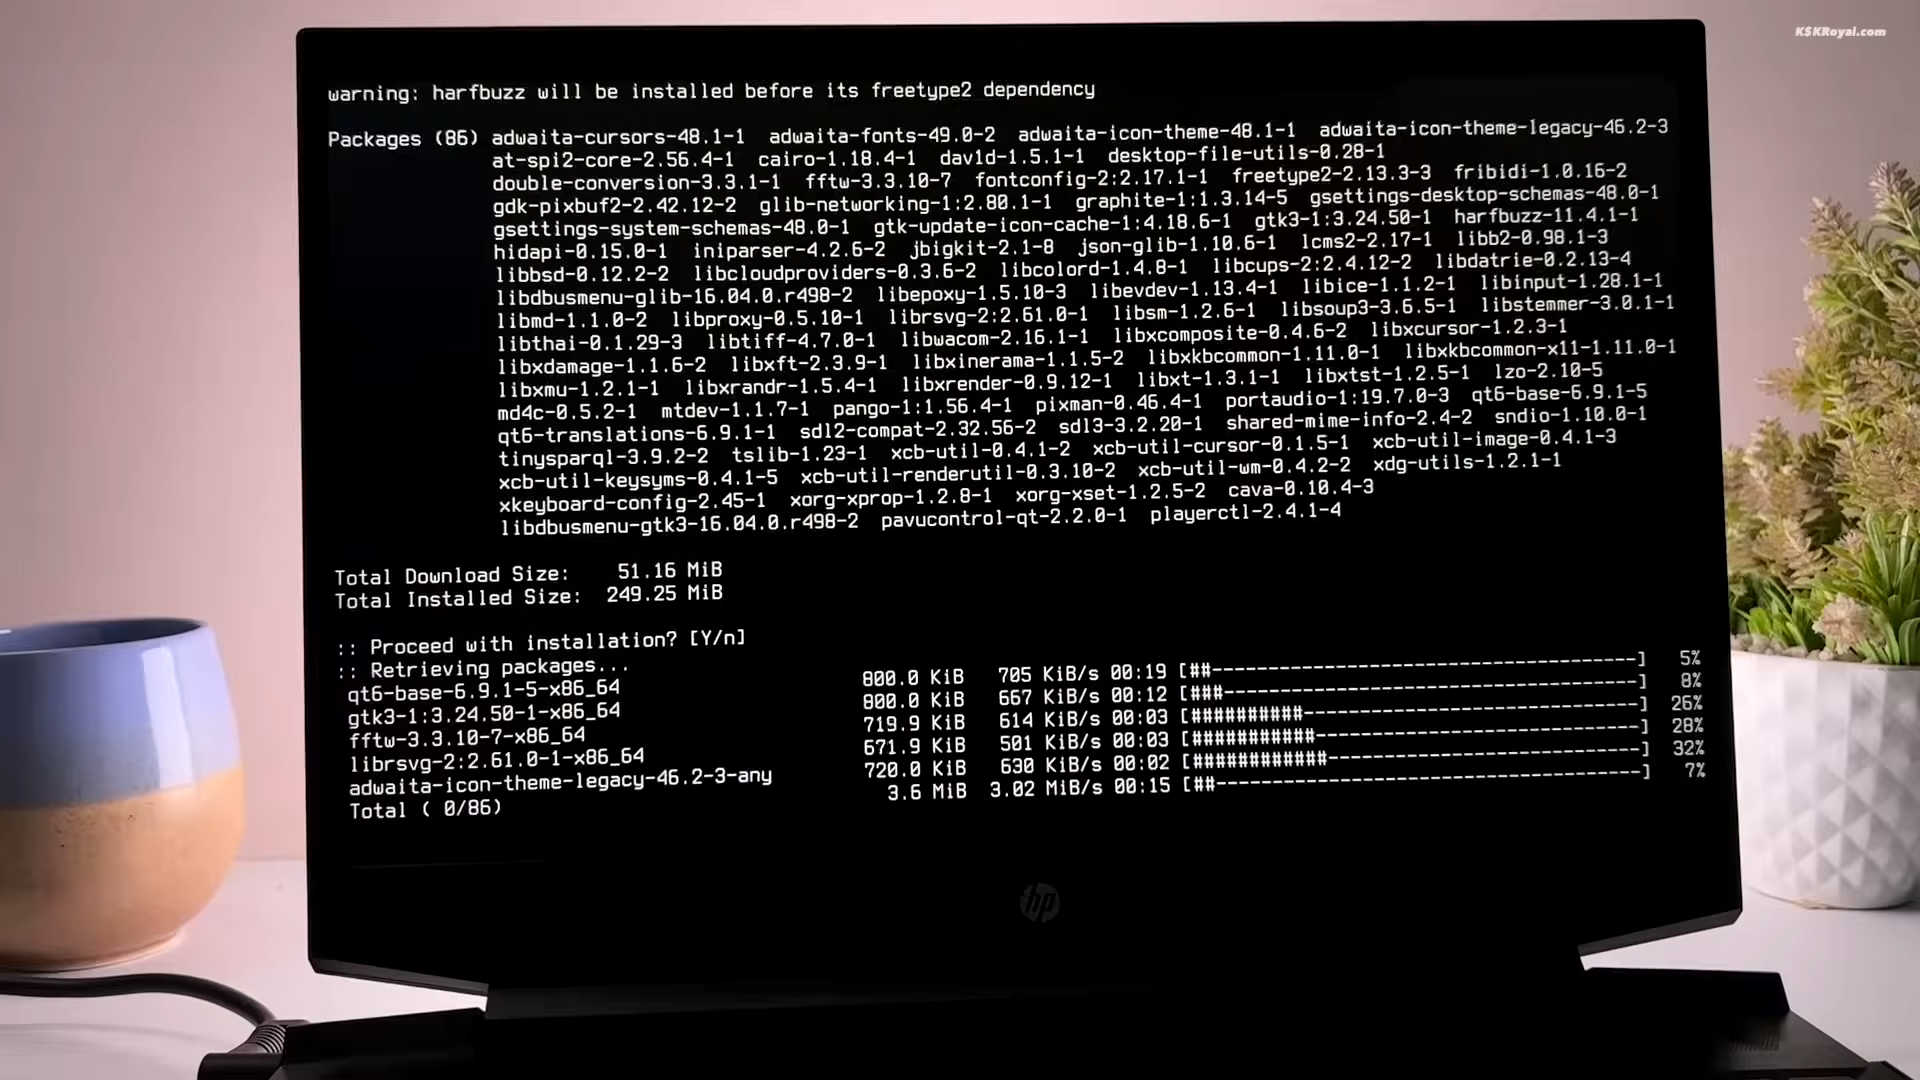 KSKRoyal.com
warning: harfbuzz will be installed before its freetype2 dependency
Packages (86) adwaita-cursors-48.1-1 adwaita-fonts-49.0-2 adwaita-icon-theme-48.1-1 adwaita-icon-theme-legacy-46.2-3
at-spi2-core-2.56.4-1 cairo-1.18.4-1 dav1d-1.5.1-1 desktop-file-utils-0.28-1
double-conversion-3.3.1-1 fftw-3.3.10-7 fontconfig-2:2.17.1-1 freetype2-2.13.3-3 fribidi-1.0.16-2
gdk-pixbuf2-2.42.12-2 glib-networking-1:2.80.1-1 graphite-1:1.3.14-5 gsettings-desktop-schemas-48.0-1
gsettings-system-schemas-48.0-1 gtk-update-icon-cache-1:4.18.6-1 gtk3-1:3.24.50-1 harfbuzz-11.4.1-1
hidapi-0.15.0-1 iniparser-4.2.6-2 jbigkit-2.1-8 json-glib-1.10.6-1 lcms2-2.17-1 libb2-0.98.1-3
libbsd-0.12.2-2 libcloudproviders-0.3.6-2 libcolord-1.4.8-1 libcups-2:2.4.12-2 libdatrie-0.2.13-4
libdbusmenu-glib-16.04.0.r498-2 libepoxy-1.5.10-3 libevdev-1.13.4-1 libice-1.1.2-1 libinput-1.28.1-1
libmd-1.1.0-2 libproxy-0.5.10-1 librsvg-2:2.61.0-1 libsm-1.2.6-1 libsoup3-3.6.5-1 libstemmer-3.0.1-1
libthai-0.1.29-3 libtiff-4.7.0-1 libwacom-2.16.1-1 libxcomposite-0.4.6-2 libxcursor-1.2.3-1
libxdamage-1.1.6-2 libxft-2.3.9-1 libxinerama-1.1.5-2 libxkbcommon-1.11.0-1 libxkbcommon-x11-1.11.0-1
libxmu-1.2.1-1 libxrandr-1.5.4-1 libxrender-0.9.12-1 libxt-1.3.1-1 libxtst-1.2.5-1 lzo-2.10-5
md4c-0.5.2-1 mtdev-1.1.7-1 pango-1:1.56.4-1 pixman-0.46.4-1 portaudio-1:19.7.0-3 qt6-base-6.9.1-5
qt6-translations-6.9.1-1 sdl2-compat-2.32.56-2 sdl3-3.2.20-1 shared-mime-info-2.4-2 sndio-1.10.0-1
tinysparql-3.9.2-2 tslib-1.23-1 xcb-util-0.4.1-2 xcb-util-cursor-0.1.5-1 xcb-util-image-0.4.1-3
xcb-util-keysyms-0.4.1-5 xcb-util-renderutil-0.3.10-2 xcb-util-wm-0.4.2-2 xdg-utils-1.2.1-1
xkeyboard-config-2.45-1 xorg-xprop-1.2.8-1 xorg-xset-1.2.5-2 cava-0.10.4-3
libdbusmenu-gtk3-16.04.0.r498-2 pavucontrol-qt-2.2.0-1 playerctl-2.4.1-4
Total Download Size: 51.16 MiB
Total Installed Size: 249.25 MiB
:: Proceed with installation? [Y/n]
:: Retrieving packages...
qt6-base-6.9.1-5-x86_64 800.0 KiB 705 KiB/s 00:19 [##------------------------------------] 5%
gtk3-1:3.24.50-1-x86_64 800.0 KiB 667 KiB/s 00:12 [###-----------------------------------] 8%
fftw-3.3.10-7-x86_64 719.9 KiB 614 KiB/s 00:03 [##########----------------------------] 26%
librsvg-2:2.61.0-1-x86_64 671.9 KiB 501 KiB/s 00:03 [###########---------------------------] 28%
adwaita-icon-theme-legacy-46.2-3-any 720.0 KiB 630 KiB/s 00:02 [############--------------------------] 32%
Total ( 0/86) 3.6 MiB 3.02 MiB/s 00:15 [##------------------------------------] 7%
hp